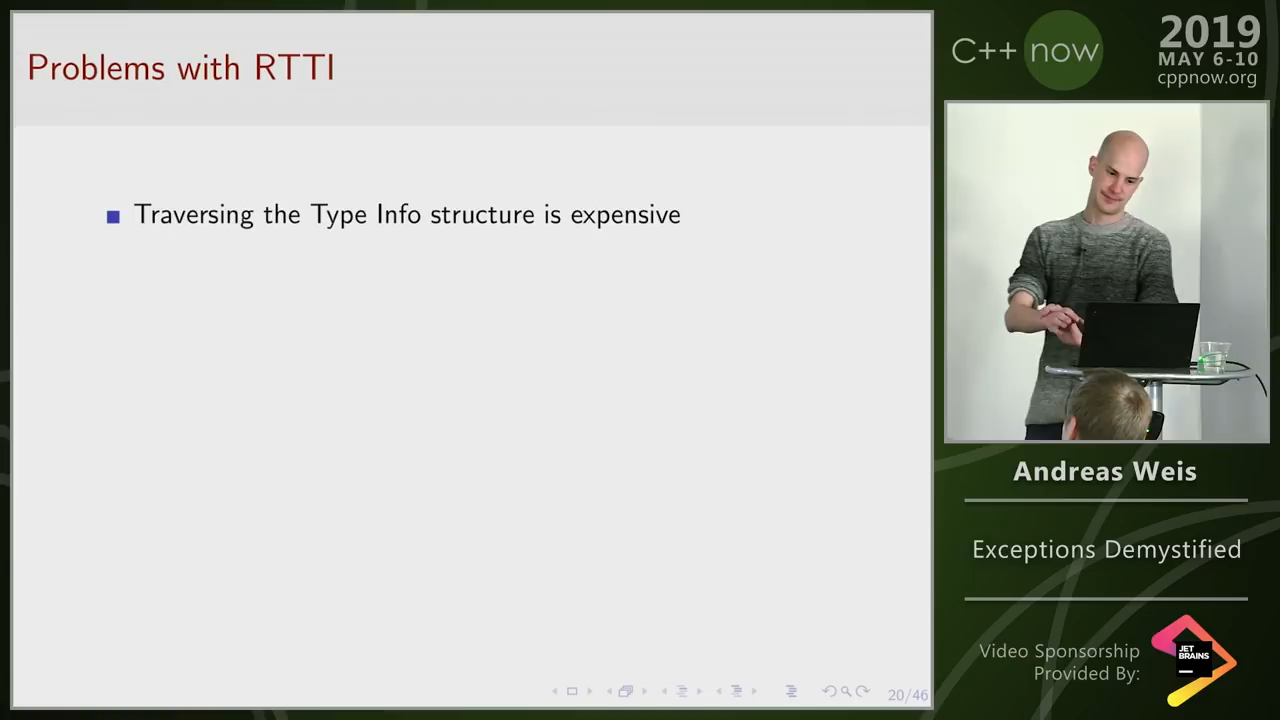 Problems with RTTI
Traversing the Type Info structure is expensive
20/46
C++ now
2019
MAY 6-10
cppnow.org
Andreas Weis
Exceptions Demystified
Video Sponsorship
Provided By:
JET
BRAINS